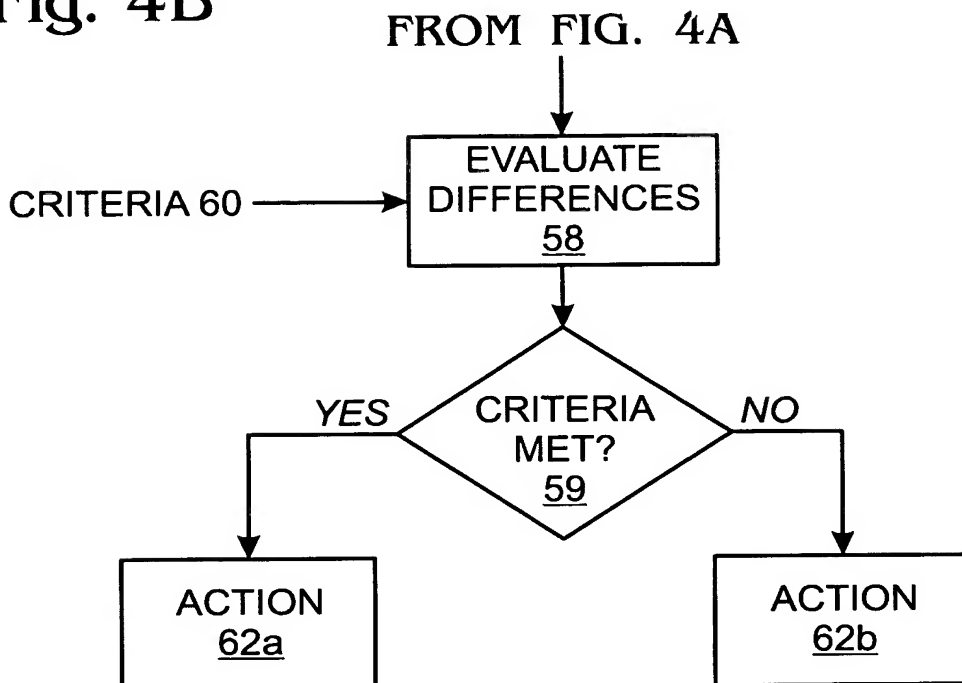 Fig. 4B
FROM FIG. 4A
EVALUATE
DIFFERENCES
58
CRITERIA 60
YES
CRITERIA
MET?
59
NO
ACTION
62a
ACTION
62b